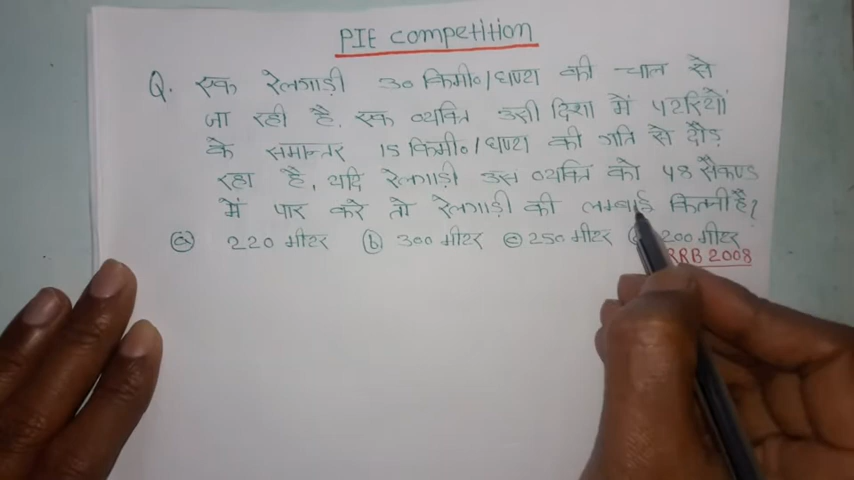 PIE competition
Q. एक रेलगाड़ी 30 किमी०/घण्टा की चाल से
जा रही है. एक व्यक्ति उसी दिशा में पटरियों
के समान्तर 15 किमी०/घण्टा की गति से दौड़
रहा है, यदि रेलगाड़ी उस व्यक्ति को 48 सैकण्ड
में पार करे तो रेलगाड़ी की लम्बाई कितनी है?
ⓐ 220 मीटर ⓑ 300 मीटर ⓒ 250 मीटर 200 मीटर
RRB 2008